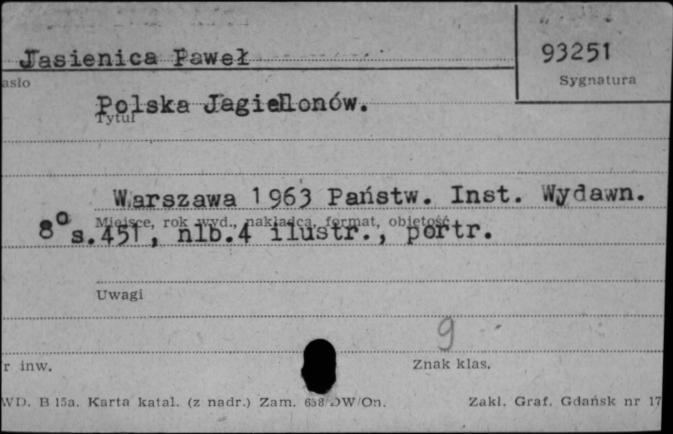 Jasienica Paweł
93251
asło
Sygnatura
Polska Jagiellonów.
Tytuł
Warszawa 1963 Państw. Inst. Wydawn.
Miejsce, rok wyd., nakładca, format, objętość
8° s.451, nlb.4 ilustr., portr.
Uwagi
9
r inw.
Znak klas.
WD. B 15a. Karta katal. (z nadr.) Zam. 658/DW/On.
Zakł. Graf. Gdańsk nr 17